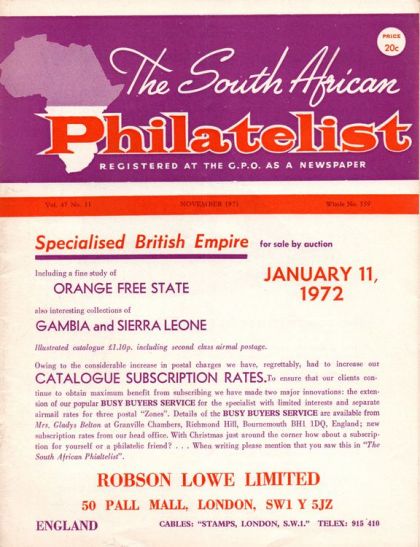 PRICE
20c
The South African
Philatelist
REGISTERED AT THE G.P.O. AS A NEWSPAPER
Vol. 47 No. 11 NOVEMBER 1971 Whole No. 559
Specialised British Empire for sale by auction
Including a fine study of
ORANGE FREE STATE
JANUARY 11,
1972
also interesting collections of
GAMBIA and SIERRA LEONE
Illustrated catalogue £1.10p. including second class airmail postage.
Owing to the considerable increase in postal charges we have, regrettably, had to increase our
CATALOGUE SUBSCRIPTION RATES. To ensure that our clients con-
tinue to obtain maximum benefit from subscribing we have made two major innovations: the exten-
sion of our popular BUSY BUYERS SERVICE for the specialist with limited interests and separate
airmail rates for three postal "Zones". Details of the BUSY BUYERS SERVICE are available from
Mrs. Gladys Belton at Granville Chambers, Richmond Hill, Bournemouth BH1 1DQ, England; new
subscription rates from our head office. With Christmas just around the corner how about a subscrip-
tion for yourself or a philatelic friend? . . . When writing please mention that you saw this in "The
South African Phialtelist".
ROBSON LOWE LIMITED
50 PALL MALL, LONDON, SW1 Y 5JZ
ENGLAND CABLES: "STAMPS, LONDON, S.W.1." TELEX: 915 410